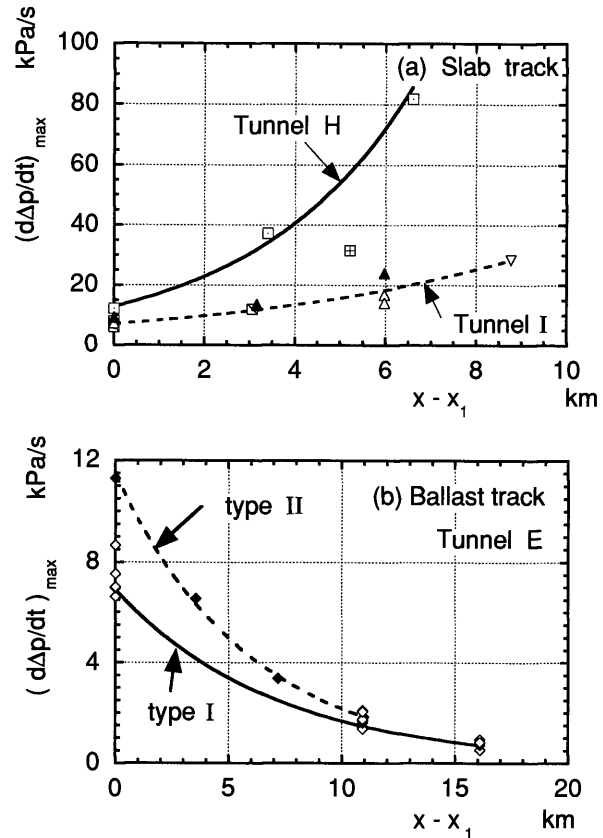 kPa/s
100
(a) Slab track
80
Tunnel H
(dΔp/dt) max
60
40
20
Tunnel I
0
0 2 4 6 8 10
x - x₁ km
kPa/s
12
(b) Ballast track
type II
Tunnel E
8
(dΔp/dt) max
4
type I
0
0 5 10 15 20
x - x₁ km